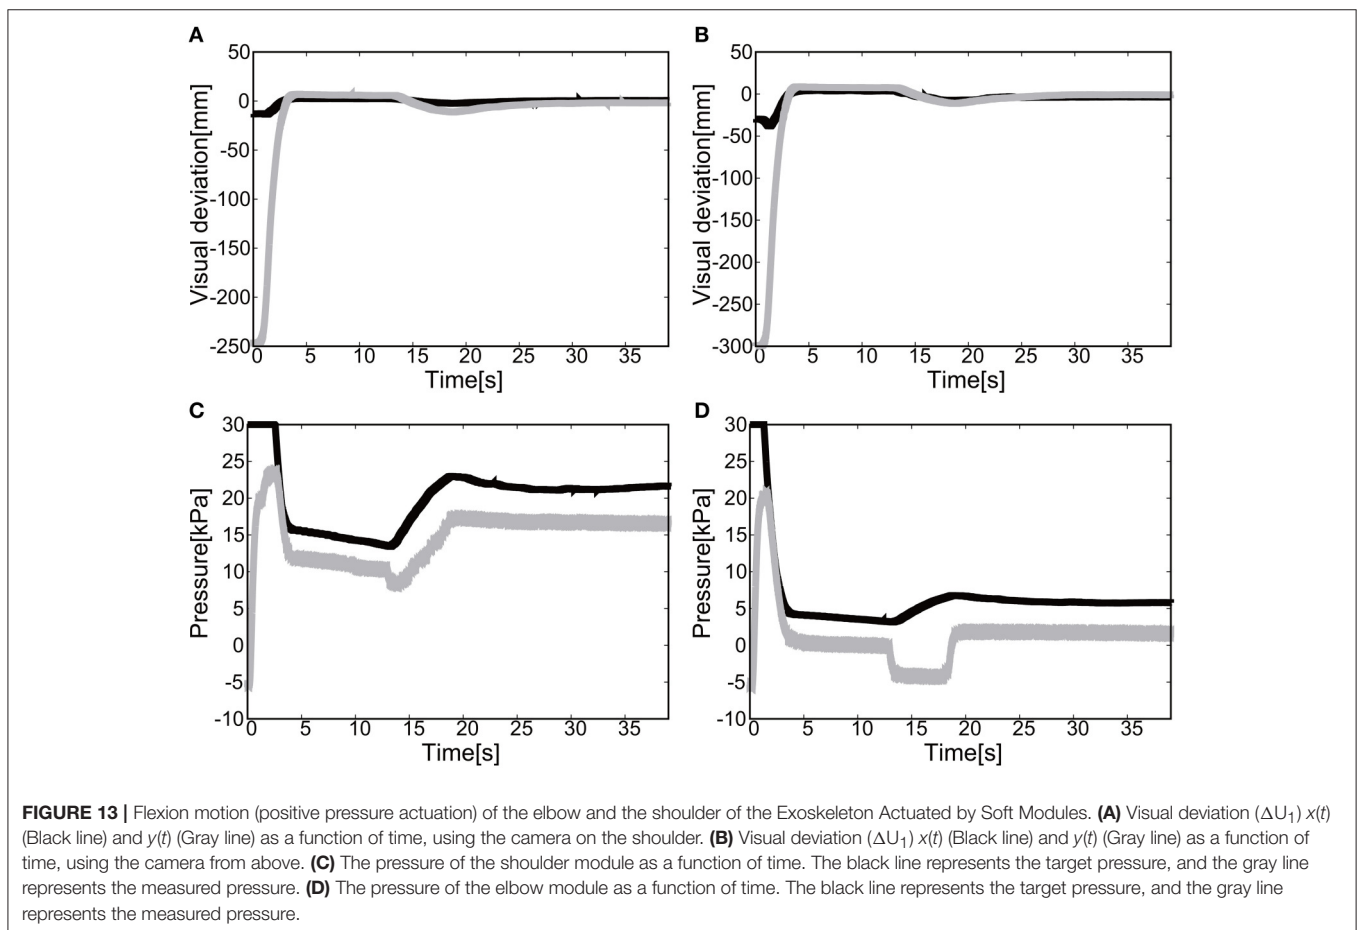 A
50
0
-50
-100
-150
-200
-250
Visual deviation[mm]
0 5 10 15 20 25 30 35
Time[s]
B
50
0
-50
-100
-150
-200
-250
-300
Visual deviation[mm]
0 5 10 15 20 25 30 35
Time[s]
C
30
25
20
15
10
5
0
-5
-10
Pressure[kPa]
0 5 10 15 20 25 30 35
Time[s]
D
30
25
20
15
10
5
0
-5
-10
Pressure[kPa]
0 5 10 15 20 25 30 35
Time[s]
FIGURE 13 | Flexion motion (positive pressure actuation) of the elbow and the shoulder of the Exoskeleton Actuated by Soft Modules. (A) Visual deviation (ΔU₁) x(t)
(Black line) and y(t) (Gray line) as a function of time, using the camera on the shoulder. (B) Visual deviation (ΔU₁) x(t) (Black line) and y(t) (Gray line) as a function of
time, using the camera from above. (C) The pressure of the shoulder module as a function of time. The black line represents the target pressure, and the gray line
represents the measured pressure. (D) The pressure of the elbow module as a function of time. The black line represents the target pressure, and the gray line
represents the measured pressure.